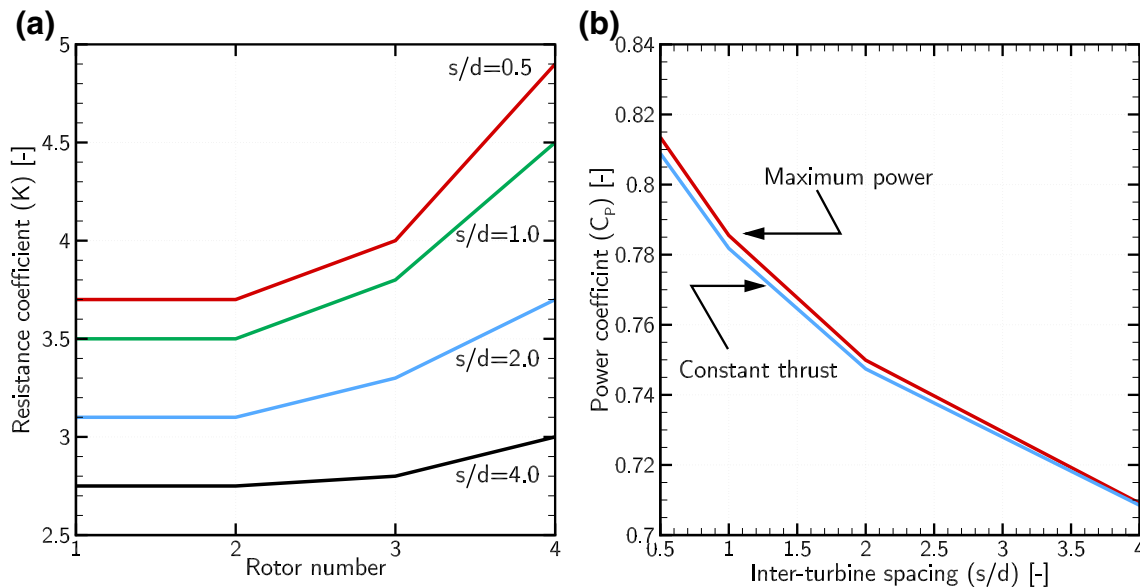 (a)
5
4.5
4
3.5
3
2.5
1
2
3
4
Resistance coefficient (K) [-]
Rotor number
s/d=0.5
s/d=1.0
s/d=2.0
s/d=4.0
(b)
0.84
0.82
0.8
0.78
0.76
0.74
0.72
0.7
0.5
1
1.5
2
2.5
3
3.5
4
Power coefficint (CP) [-]
Inter-turbine spacing (s/d) [-]
Maximum power
Constant thrust